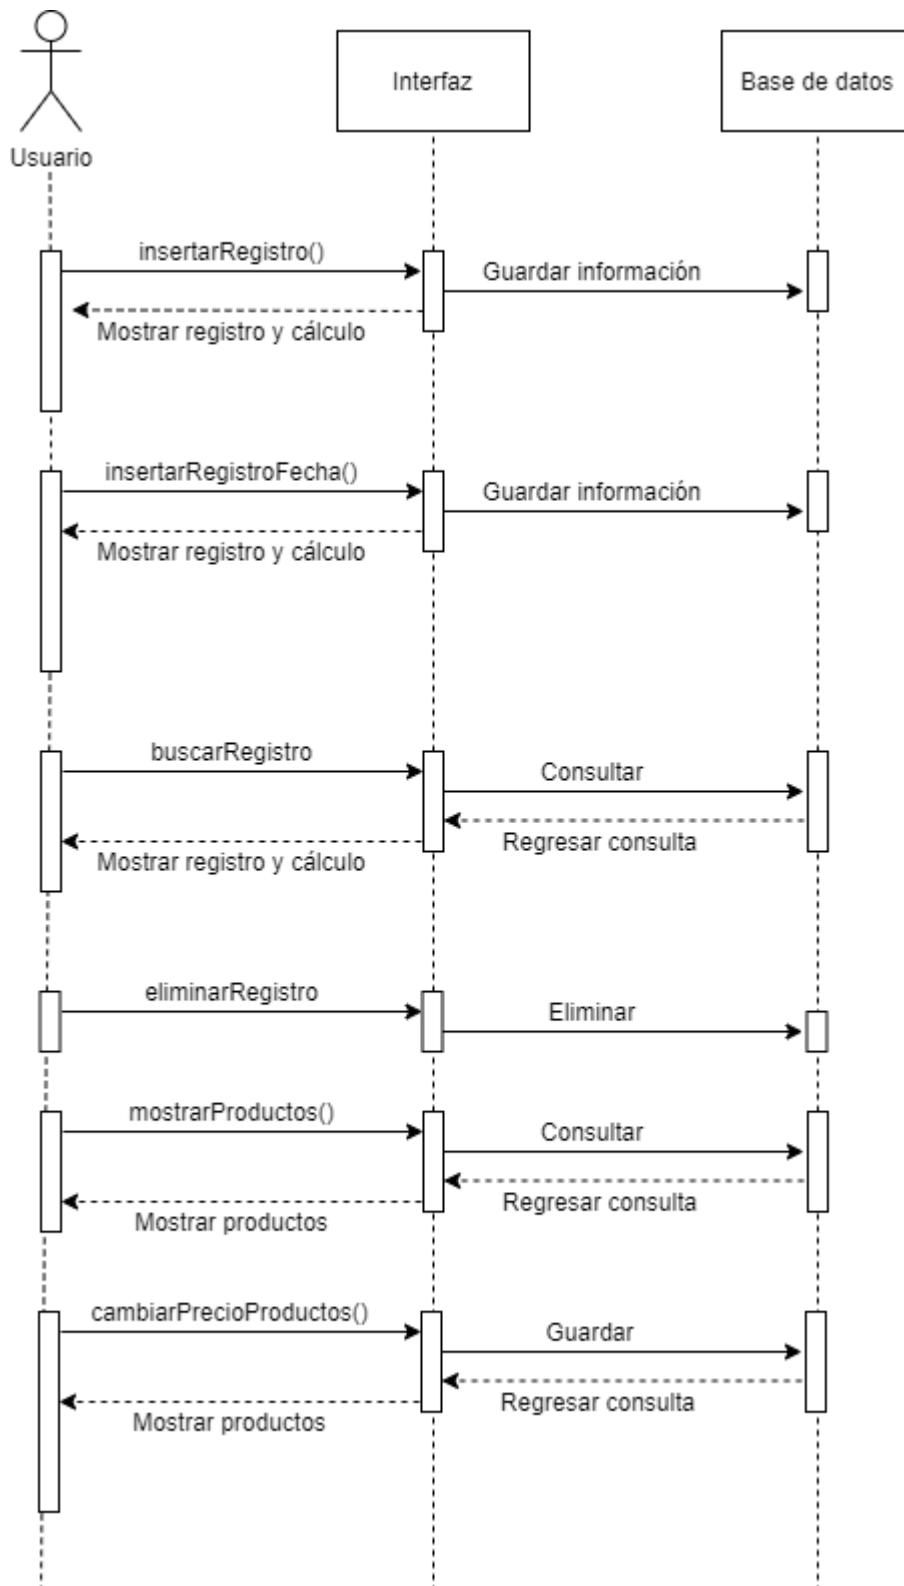 Usuario
Interfaz
Base de datos
insertarRegistro()
Guardar información
Mostrar registro y cálculo
insertarRegistroFecha()
Guardar información
Mostrar registro y cálculo
buscarRegistro
Consultar
Regresar consulta
Mostrar registro y cálculo
eliminarRegistro
Eliminar
mostrarProductos()
Consultar
Regresar consulta
Mostrar productos
cambiarPrecioProductos()
Guardar
Regresar consulta
Mostrar productos